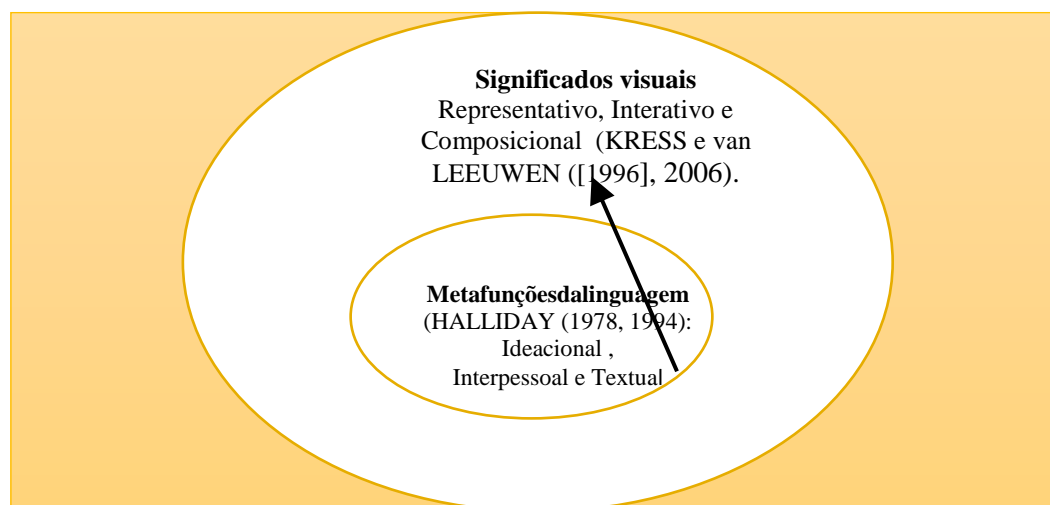 Significados visuais
Representativo, Interativo e
Composicional (KRESS e van
LEEUWEN ([1996], 2006).
Metafunçõesdalinguagem
(HALLIDAY (1978, 1994):
Ideacional ,
Interpessoal e Textual